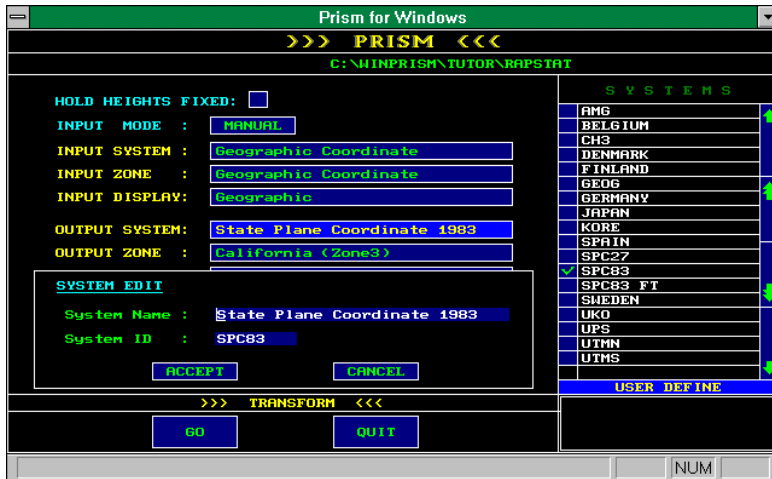 Prism for Windows
>>> PRISM <<<
C:\WINPRISM\TUTOR\RAPSTAT
HOLD HEIGHTS FIXED:
INPUT MODE : MANUAL
INPUT SYSTEM : Geographic Coordinate
INPUT ZONE : Geographic Coordinate
INPUT DISPLAY: Geographic
OUTPUT SYSTEM: State Plane Coordinate 1983
OUTPUT ZONE : California (Zone3)
SYSTEM EDIT
System Name : State Plane Coordinate 1983
System ID : SPC83
ACCEPT CANCEL
>>> TRANSFORM <<<
GO QUIT
SYSTEMS
AMG
BELGIUM
CH3
DENMARK
FINLAND
GEOG
GERMANY
JAPAN
KORE
SPAIN
SPC27
SPC83
SPC83 FT
SWEDEN
UKO
UPS
UTMN
UTMS
USER DEFINE
NUM